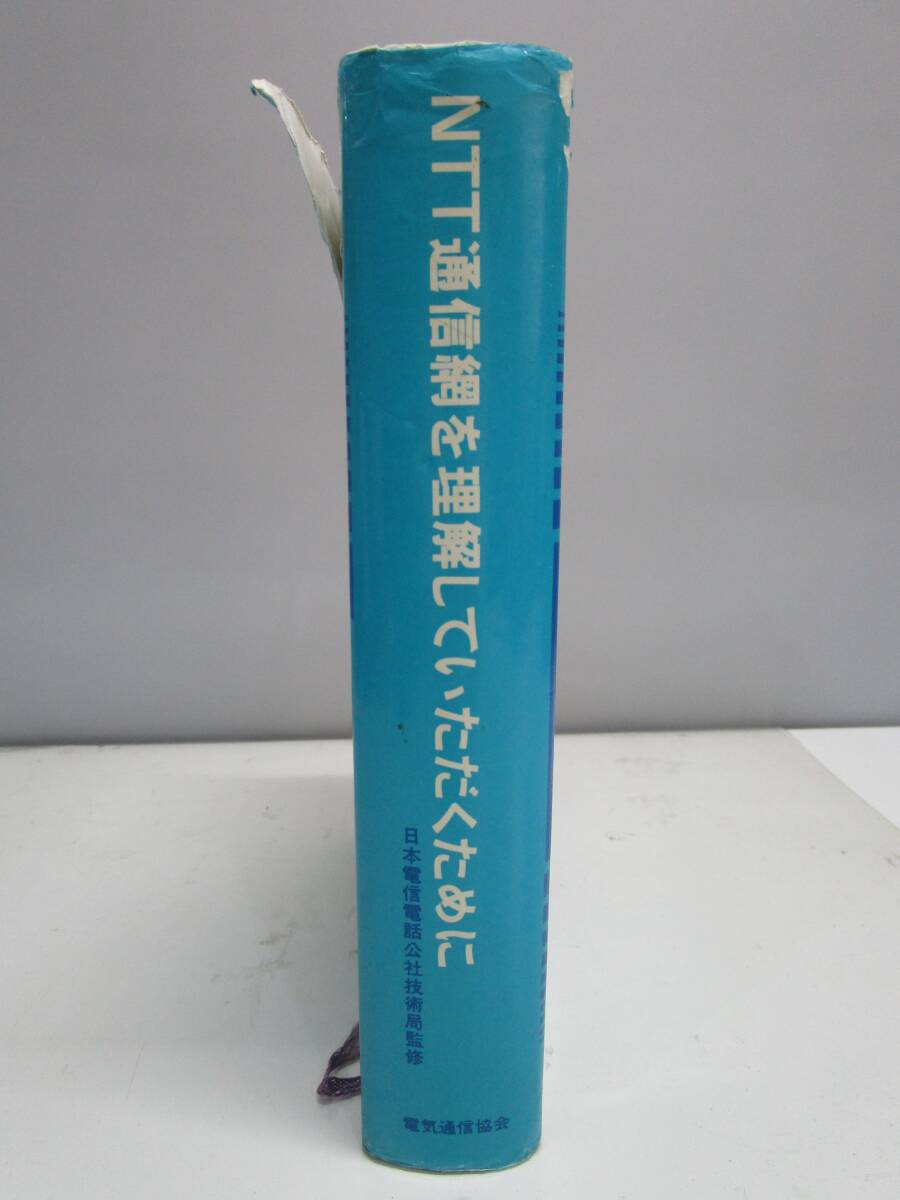 NTT通信網を理解していただくために
日本電信電話公社技術局監修
電気通信協会